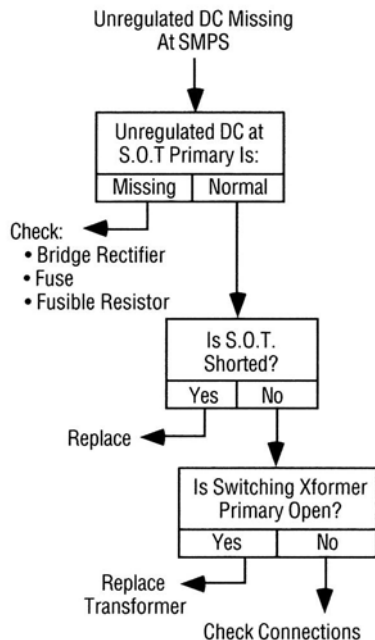 Unregulated DC Missing
At SMPS
Unregulated DC at
S.O.T Primary Is:
Missing
Normal
Check:
• Bridge Rectifier
• Fuse
• Fusible Resistor
Is S.O.T.
Shorted?
Yes
No
Replace
Is Switching Xformer
Primary Open?
Yes
No
Replace
Transformer
Check Connections